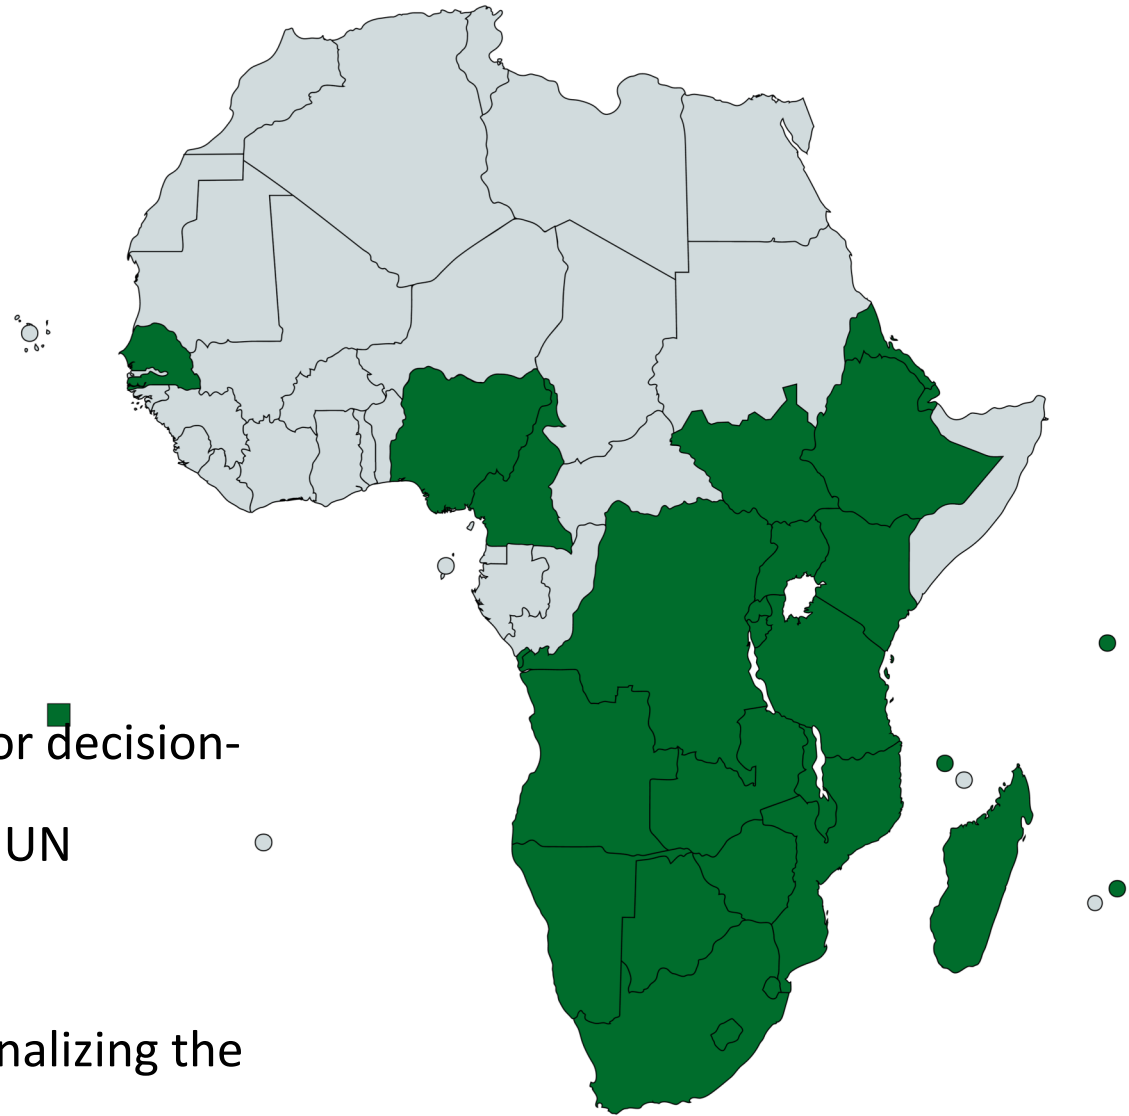 or decision-
UN
nalizing the